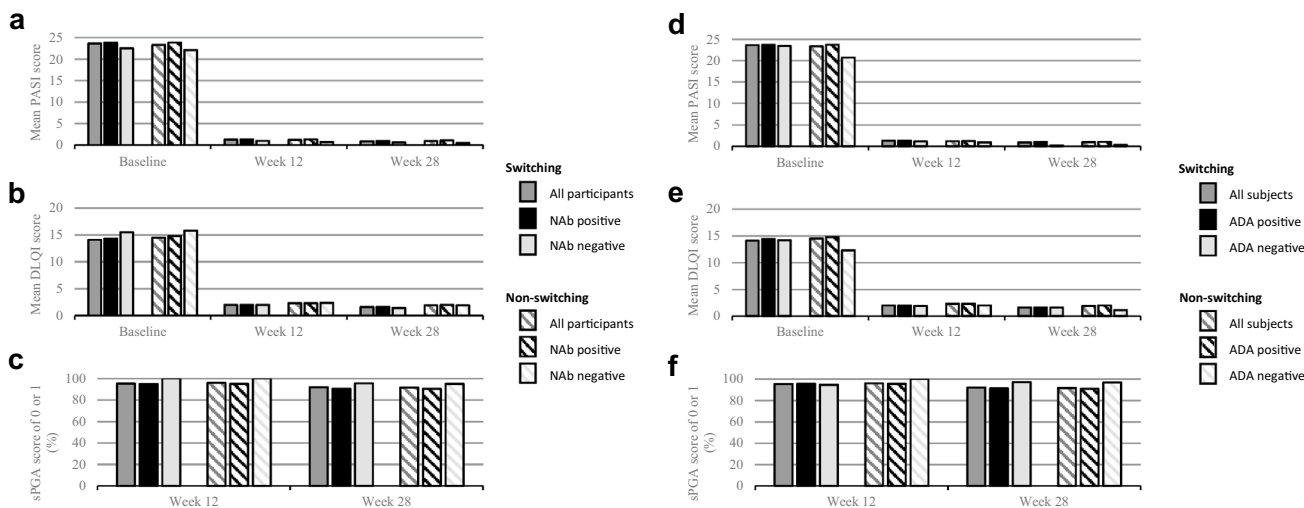 a
Mean PASI score
25
20
15
10
5
0
Baseline
Week 12
Week 28
b
Mean DLQI score
20
15
10
5
0
Baseline
Week 12
Week 28
c
sPGA score of 0 or 1
(%)
100
80
60
40
20
0
Week 12
Week 28
Switching
All participants
NAb positive
NAb negative
Non-switching
All participants
NAb positive
NAb negative
d
Mean PASI score
25
20
15
10
5
0
Baseline
Week 12
Week 28
e
Mean DLQI score
20
15
10
5
0
Baseline
Week 12
Week 28
f
sPGA score of 0 or 1
(%)
100
80
60
40
20
0
Week 12
Week 28
Switching
All subjects
ADA positive
ADA negative
Non-switching
All subjects
ADA positive
ADA negative